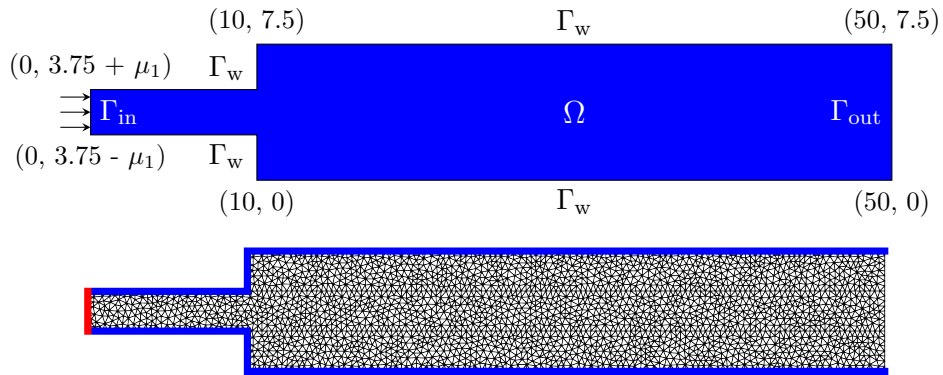 (10, 7.5) Γw (50, 7.5)
(0, 3.75 + μ1) Γw
Γin Ω Γout
(0, 3.75 - μ1) Γw
(10, 0) Γw (50, 0)